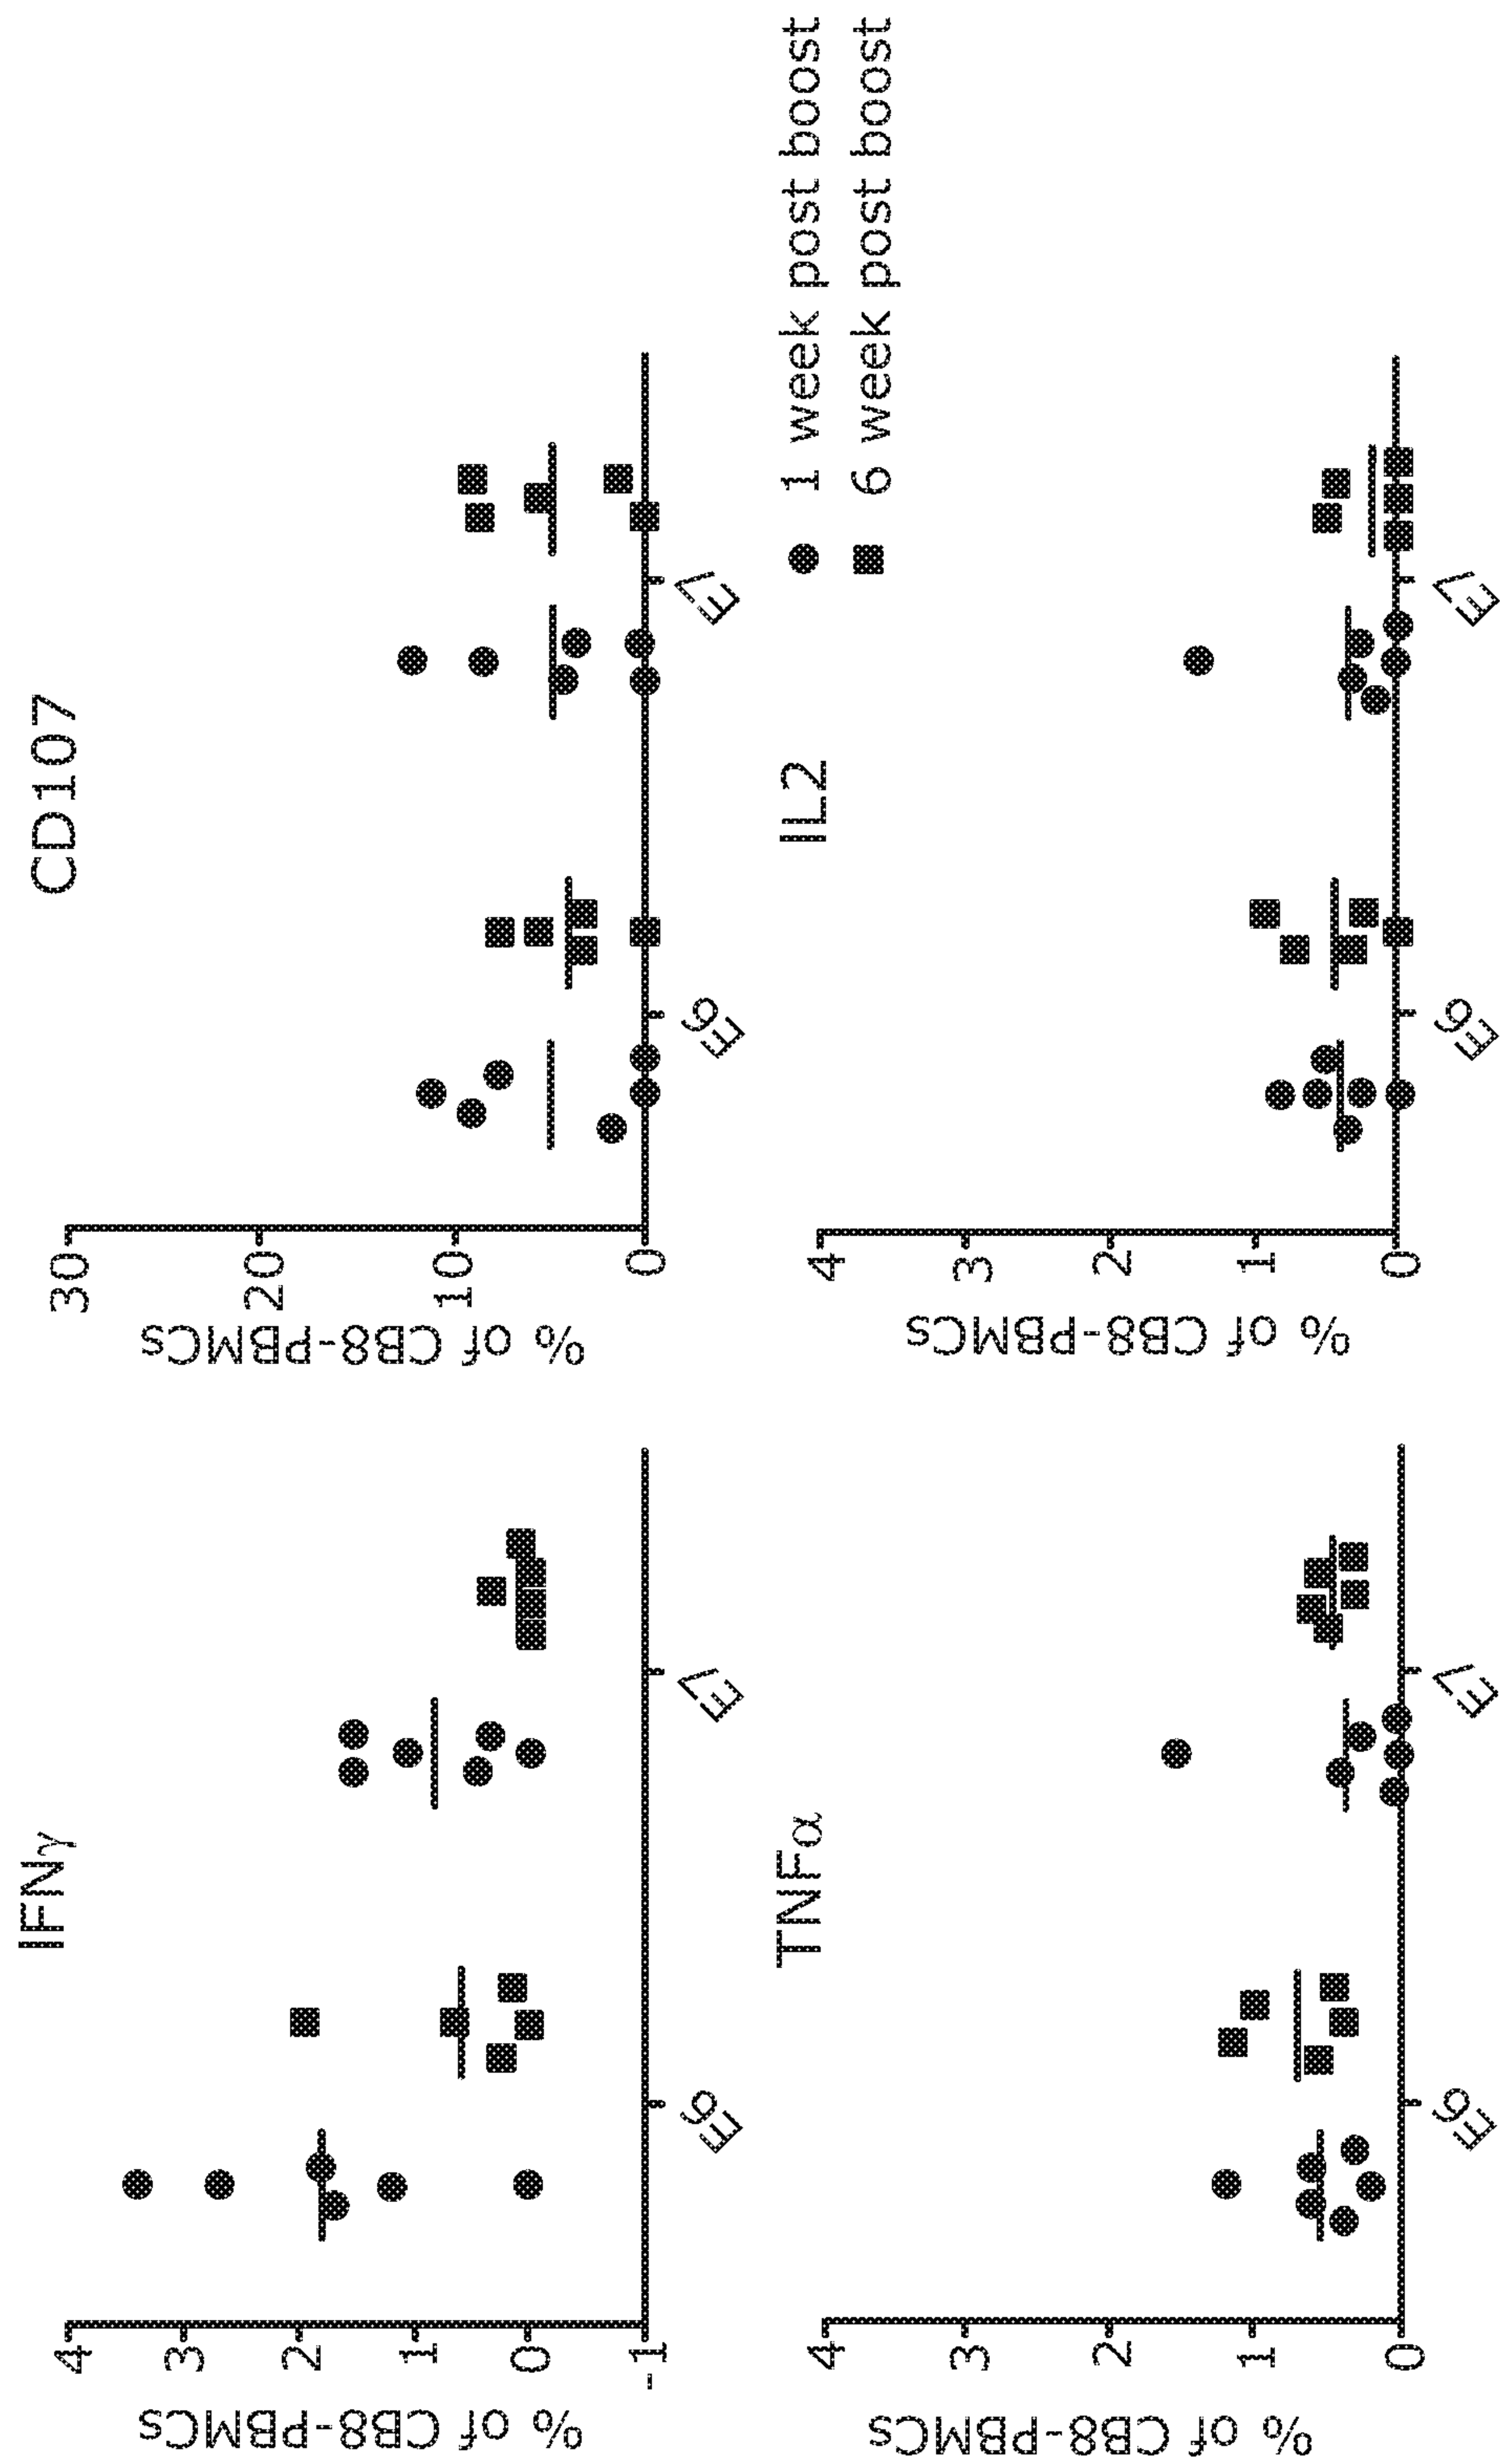 IFNγ
% of CB8-PBMCs
4
3
2
1
0
-1
E6
E7
CD107
% of CB8-PBMCs
30
20
10
0
E6
E7
TNFα
% of CB8-PBMCs
4
3
2
1
0
E6
E7
IL2
% of CB8-PBMCs
4
3
2
1
0
E6
E7
1 week post boost
6 week post boost